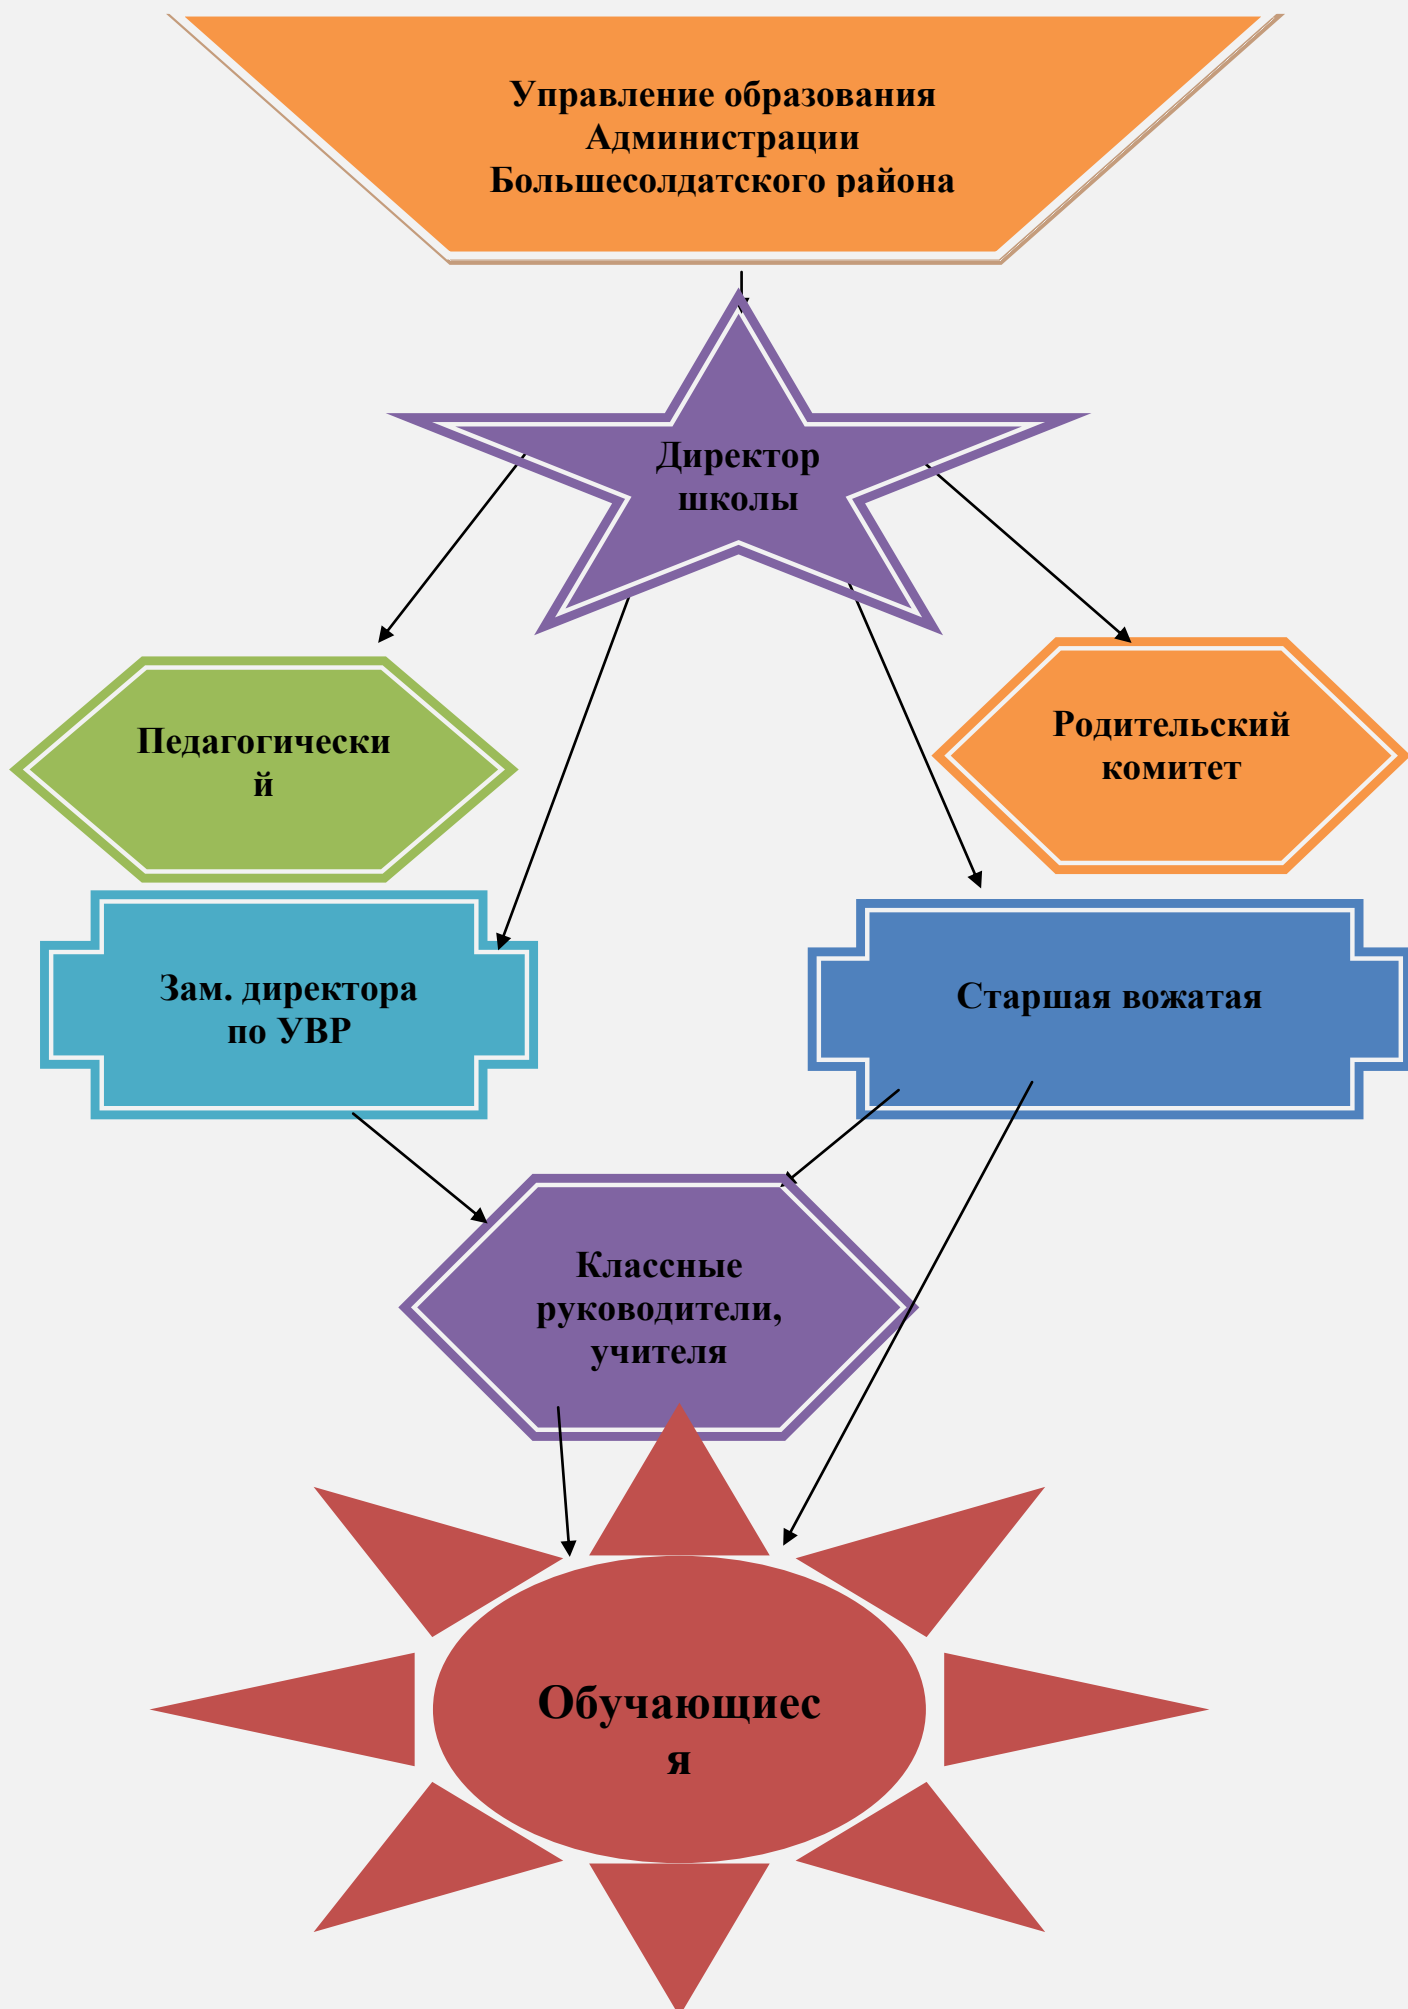 Управление образования
Администрации
Большесолдатского района
Директор
школы
Педагогически
й
Родительский
комитет
Зам. директора
по УВР
Старшая вожатая
Классные
руководители,
учителя
Обучающиес
я